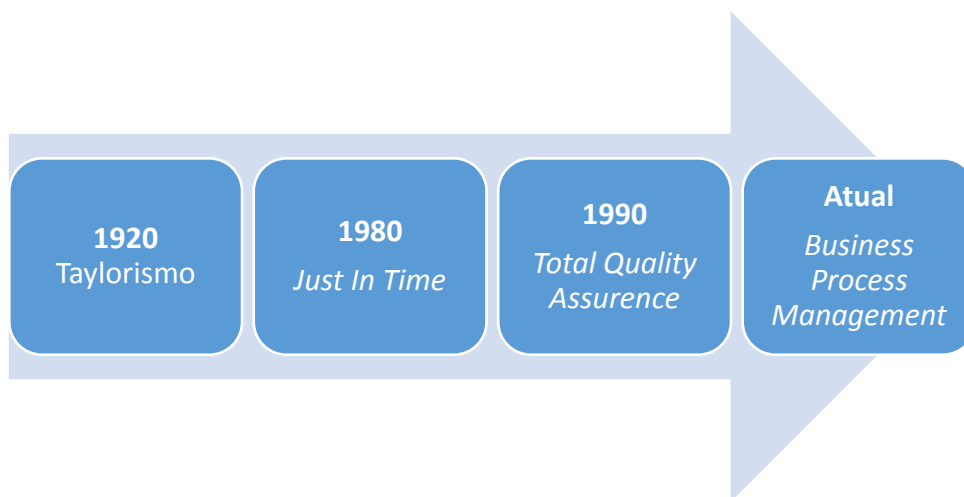 1920
Taylorismo
1980
Just In Time
1990
Total Quality
Assurence
Atual
Business
Process
Management